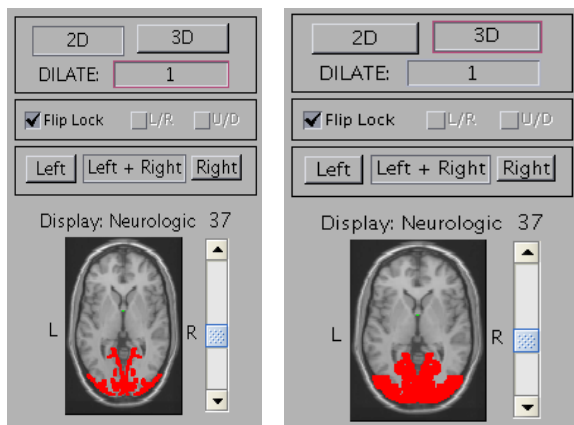 2D 3D
DILATE: 1
Flip Lock L/R U/D
Left Left + Right Right
Display: Neurologic 37
L R
2D 3D
DILATE: 1
Flip Lock L/R U/D
Left Left + Right Right
Display: Neurologic 37
L R